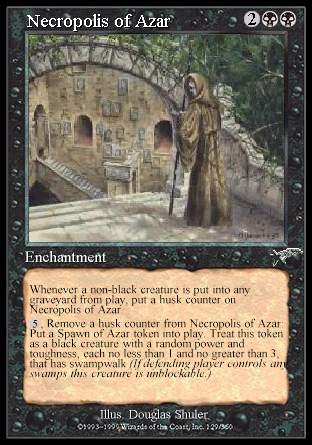 Necropolis of Azar 2
Enchantment
Whenever a non-black creature is put into any
graveyard from play, put a husk counter on
Necropolis of Azar.
5, Remove a husk counter from Necropolis of Azar:
Put a Spawn of Azar token into play. Treat this token
as a black creature with a random power and
toughness, each no less than 1 and no greater than 3,
that has swampwalk (If defending player controls any
swamps this creature is unblockable.)
Illus. Douglas Shuler
©1993-1999 Wizards of the Coast, Inc. 129/350